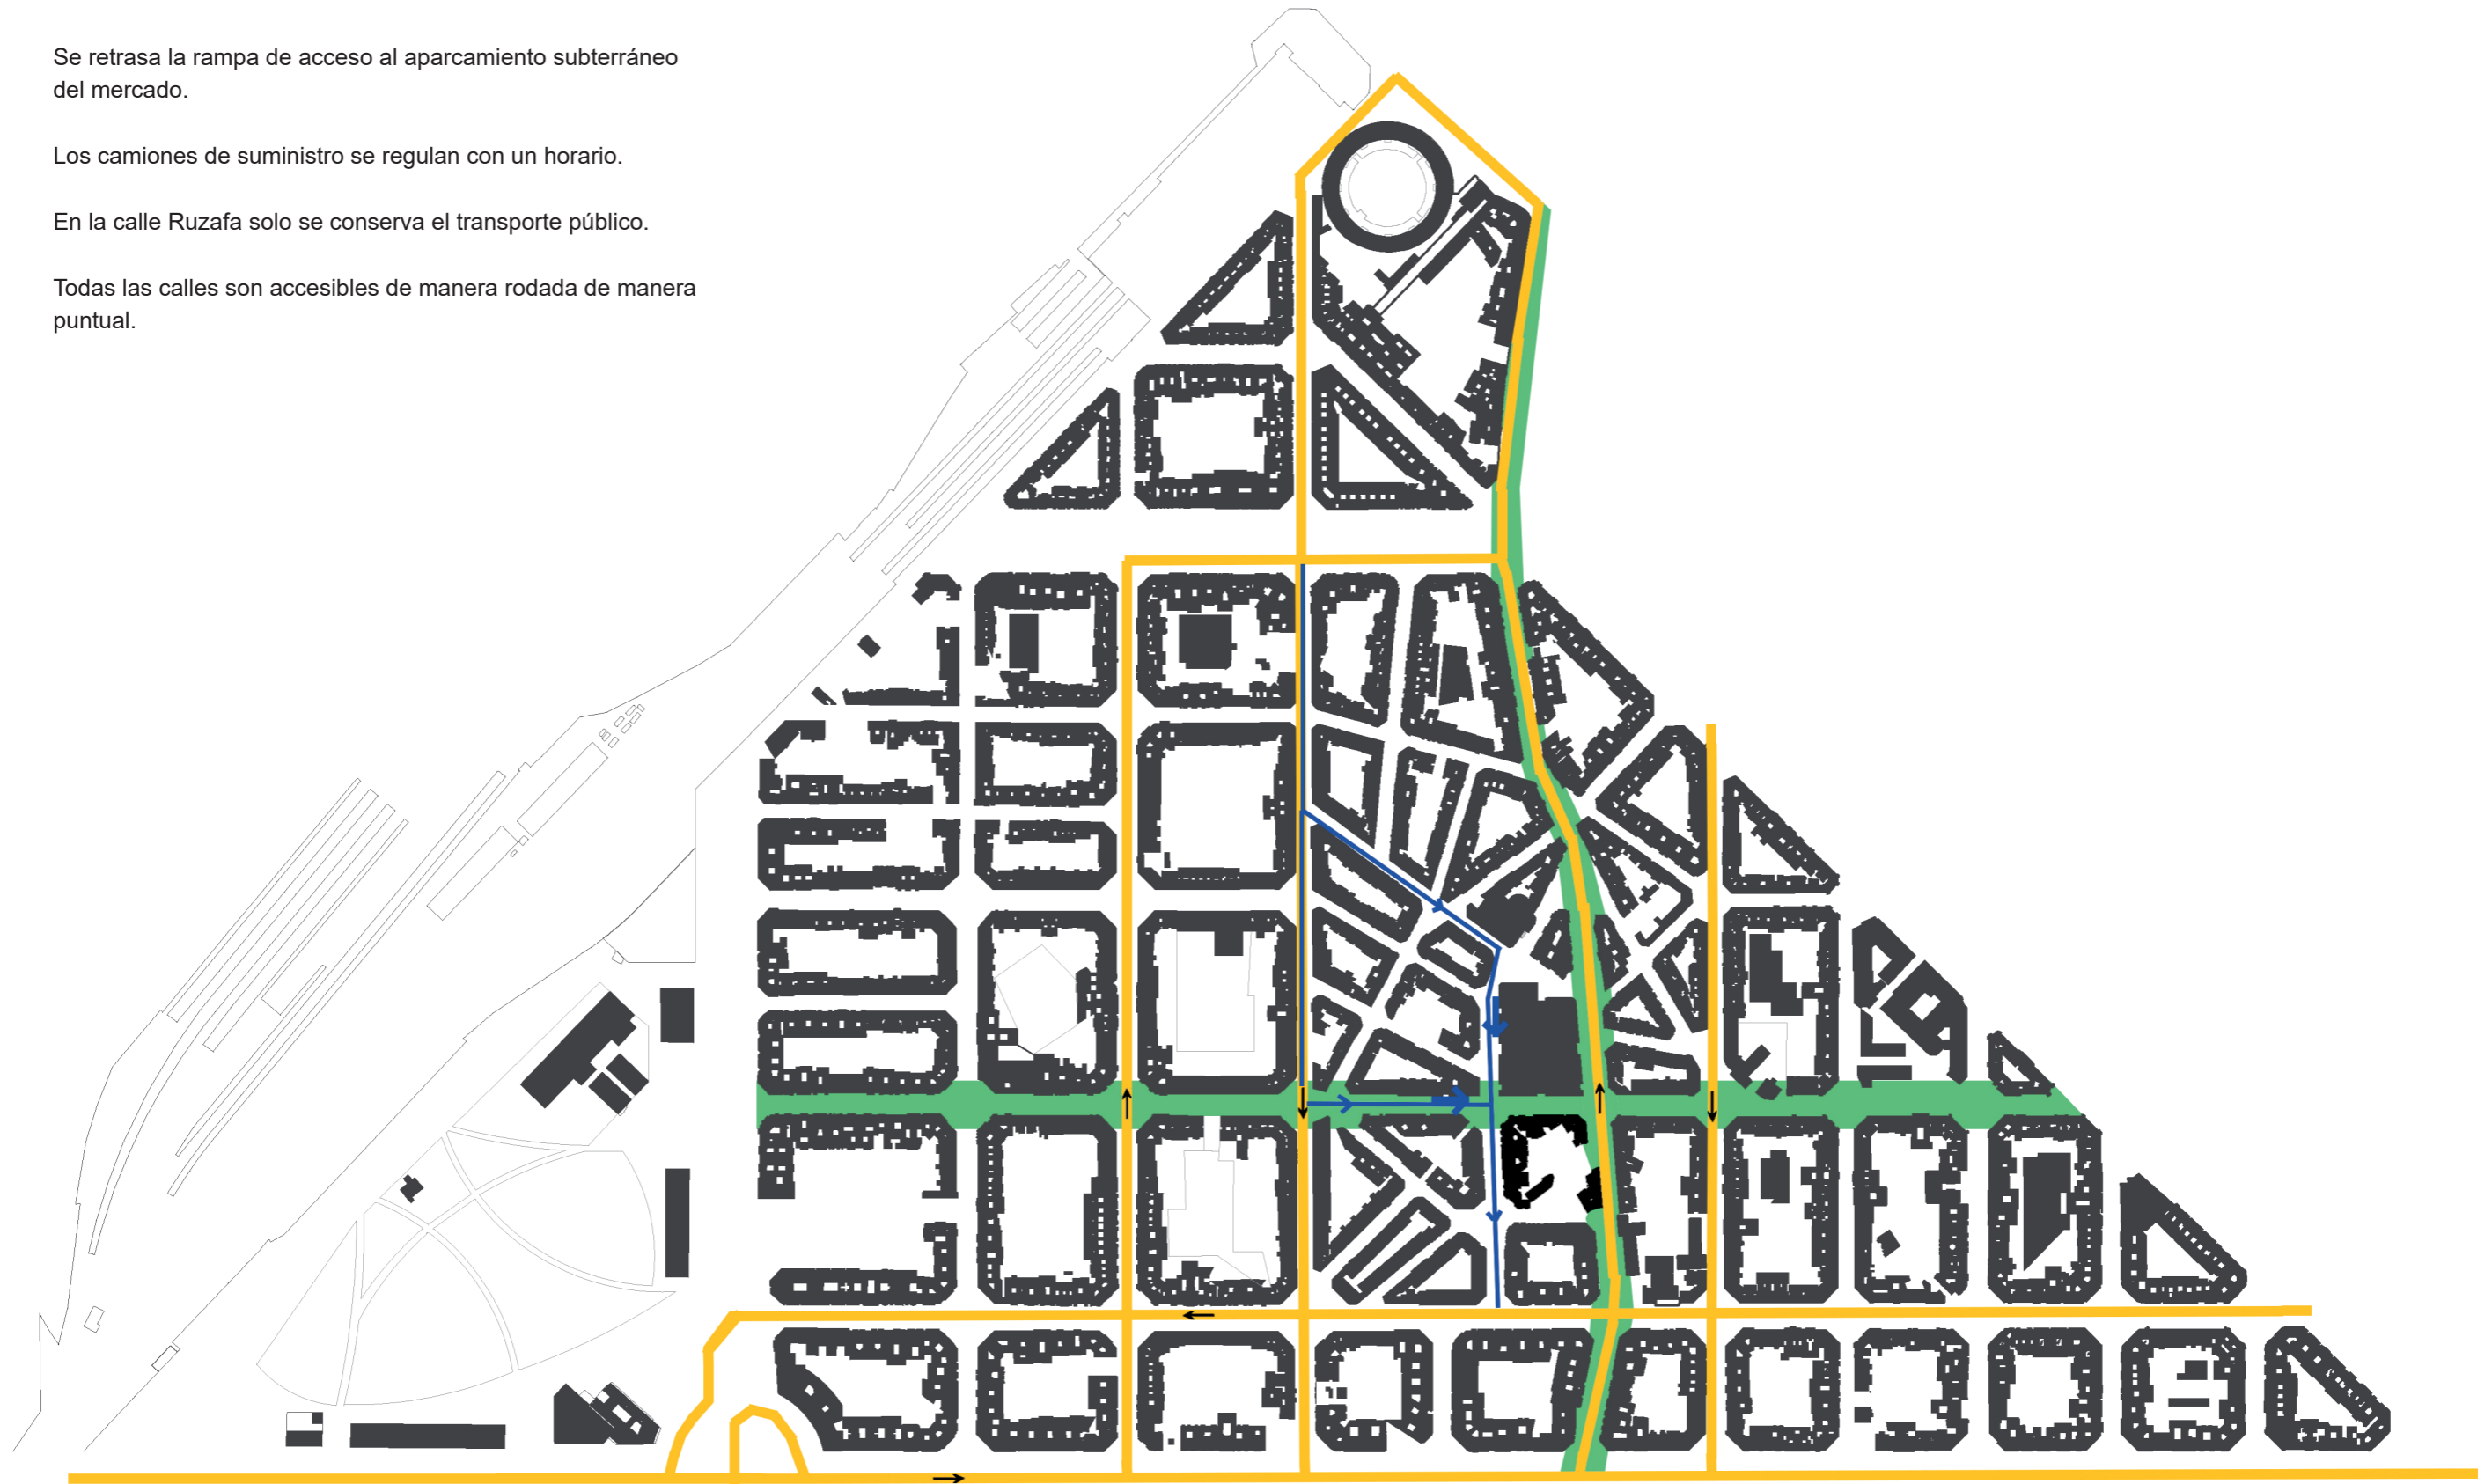 Se retrasa la rampa de acceso al aparcamiento subterráneo
del mercado.
Los camiones de suministro se regulan con un horario.
En la calle Ruzafa solo se conserva el transporte público.
Todas las calles son accesibles de manera rodada de manera
puntual.